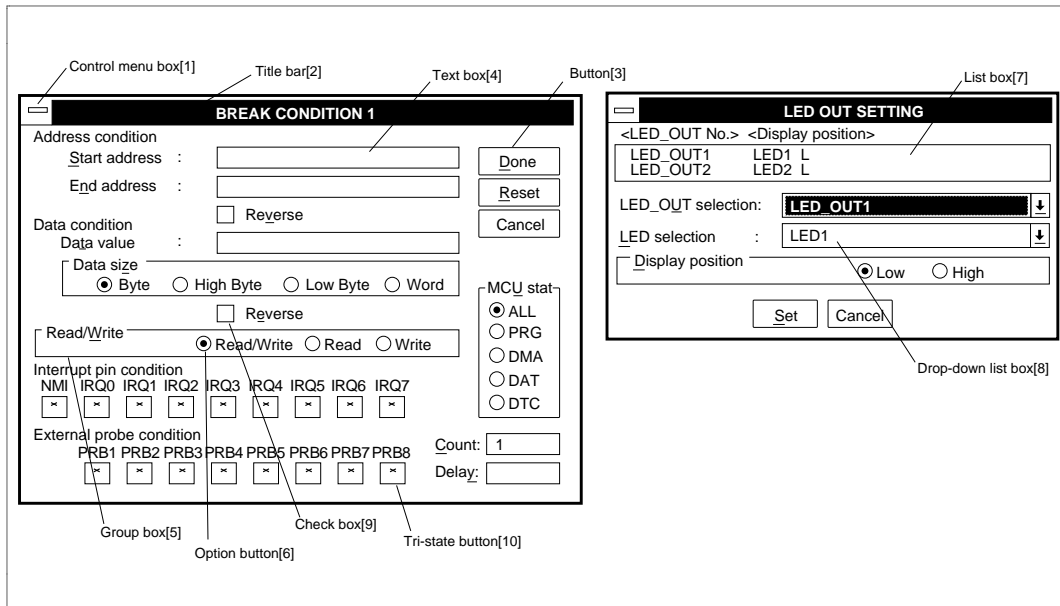 Control menu box[1]
Title bar[2]
Text box[4]
Button[3]
List box[7]
BREAK CONDITION 1
Address condition
Start address :
End address :
Reverse
Data condition
Data value :
Data size
Byte High Byte Low Byte Word
Reverse
Read/Write
Read/Write Read Write
Interrupt pin condition
NMI IRQ0 IRQ1 IRQ2 IRQ3 IRQ4 IRQ5 IRQ6 IRQ7
* * * * * * * * *
External probe condition
PRB1 PRB2 PRB3 PRB4 PRB5 PRB6 PRB7 PRB8
* * * * * * * *
Done
Reset
Cancel
MCU stat
ALL
PRG
DMA
DAT
DTC
Count: 1
Delay:
LED OUT SETTING
<LED_OUT No.> <Display position>
LED_OUT1 LED1 L
LED_OUT2 LED2 L
LED_OUT selection: LED_OUT1
LED selection : LED1
Display position
Low High
Set Cancel
Drop-down list box[8]
Group box[5]
Option button[6]
Check box[9]
Tri-state button[10]